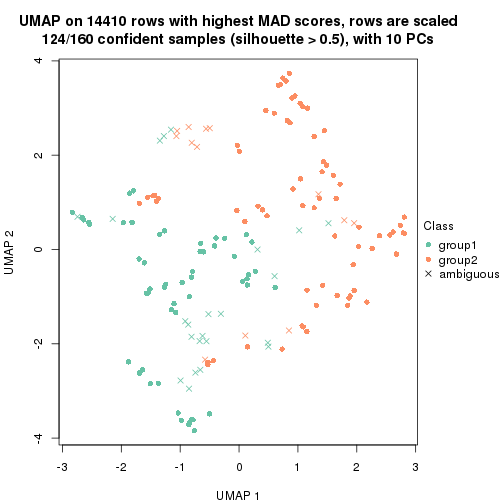 UMAP on 14410 rows with highest MAD scores, rows are scaled
124/160 confident samples (silhouette > 0.5), with 10 PCs
4
2
0
-2
-4
UMAP 2
-3
-2
-1
0
1
2
3
UMAP 1
Class
group1
group2
ambiguous